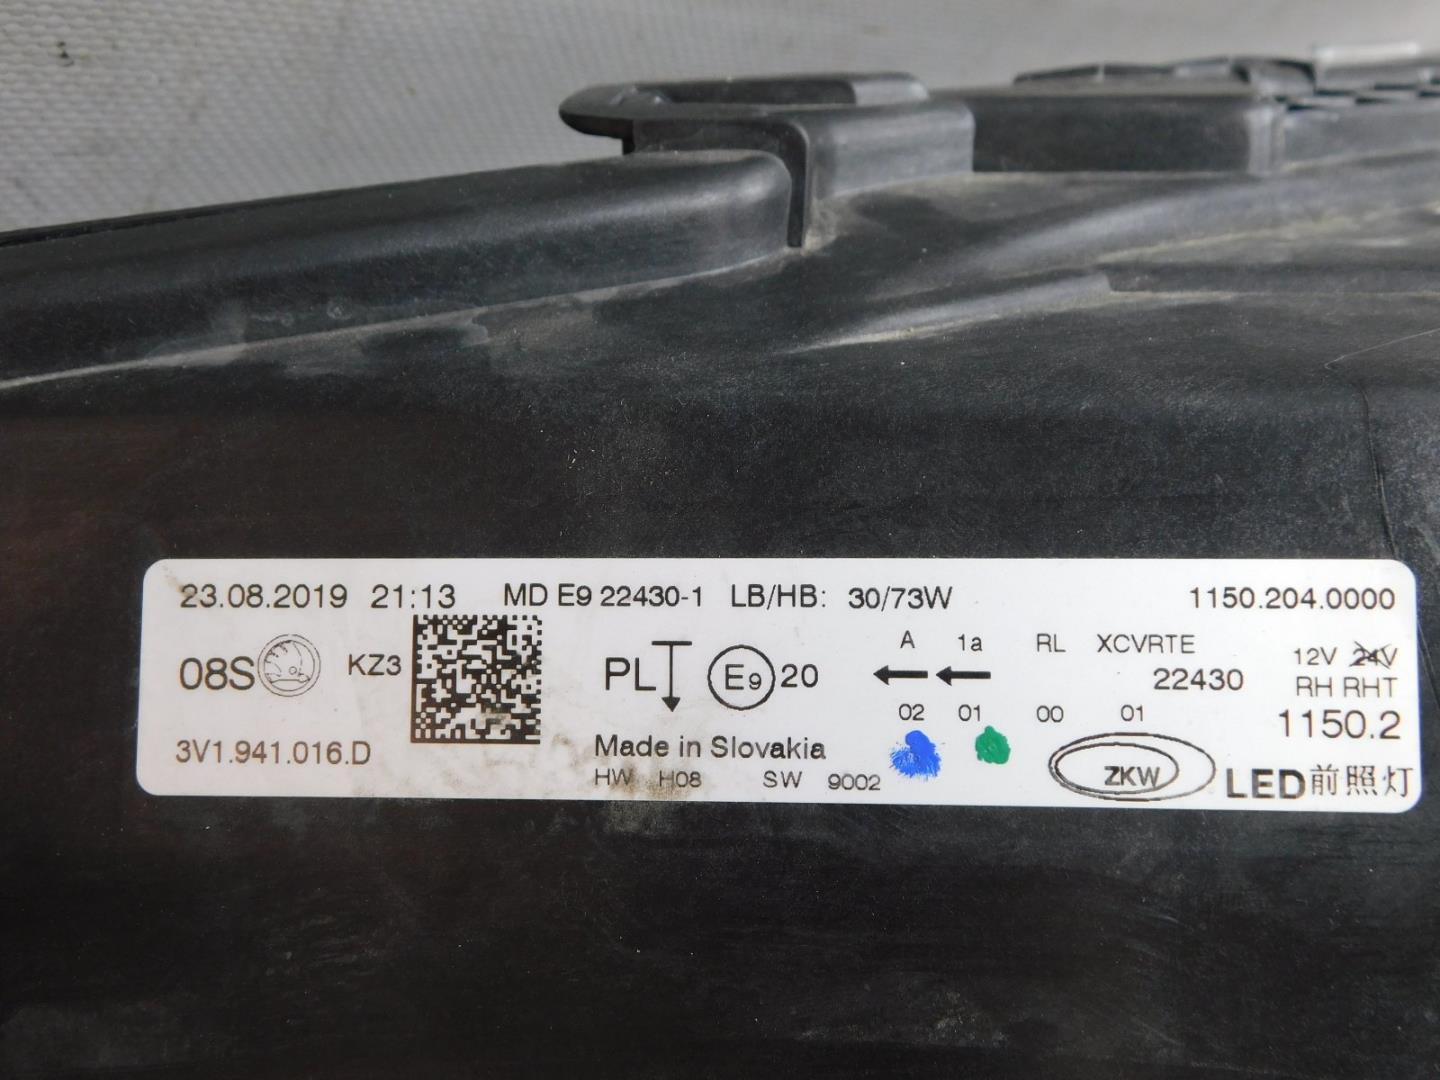 23.08.2019 21:13 MD E9 22430-1 LB/HB: 30/73W 1150.204.0000
08S KZ3 PL E9 20 A 1a RL XCVRTE 12V 24V
22430 RH RHT
02 01 00 01 1150.2
3V1.941.016.D Made in Slovakia
HW H08 SW 9002 ZKW LED前照灯